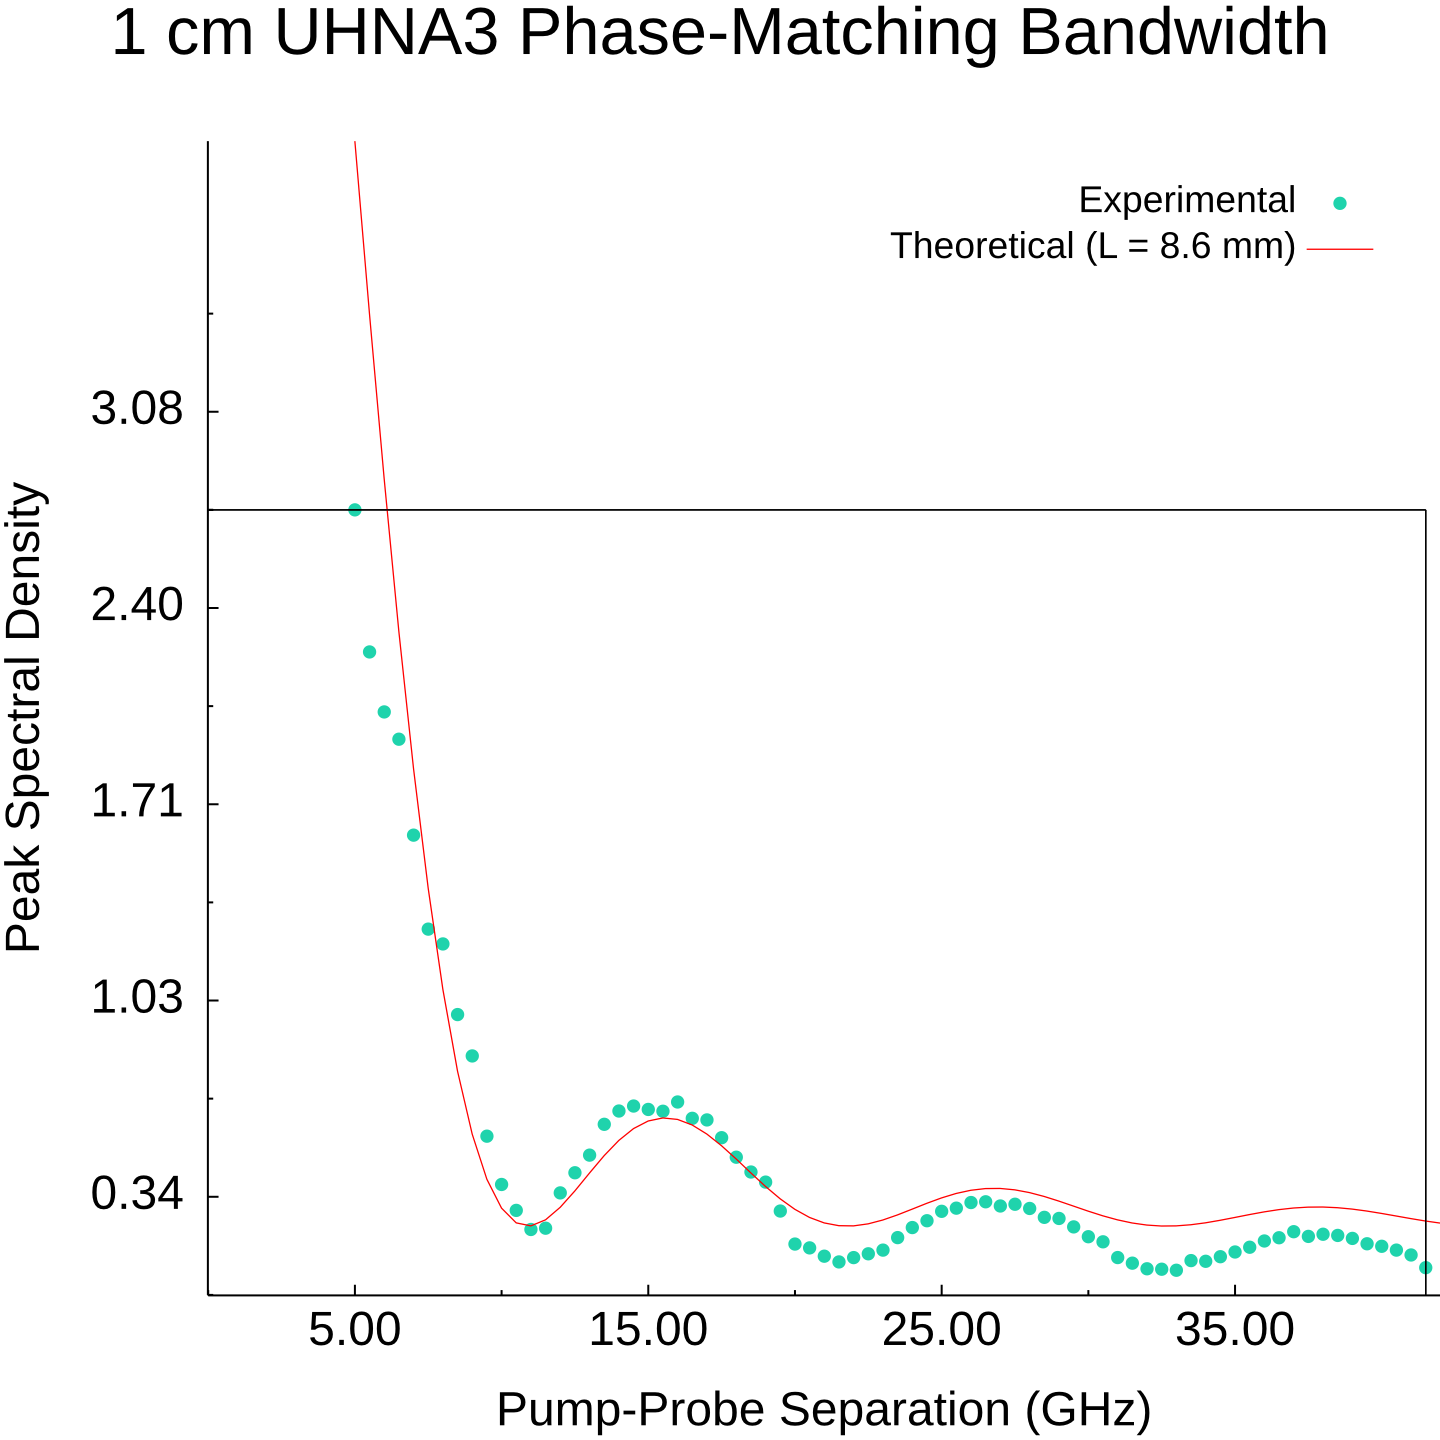 1 cm UHNA3 Phase-Matching Bandwidth
Experimental
Theoretical (L = 8.6 mm)
3.08
2.40
1.71
1.03
0.34
Peak Spectral Density
5.00 15.00 25.00 35.00
Pump-Probe Separation (GHz)